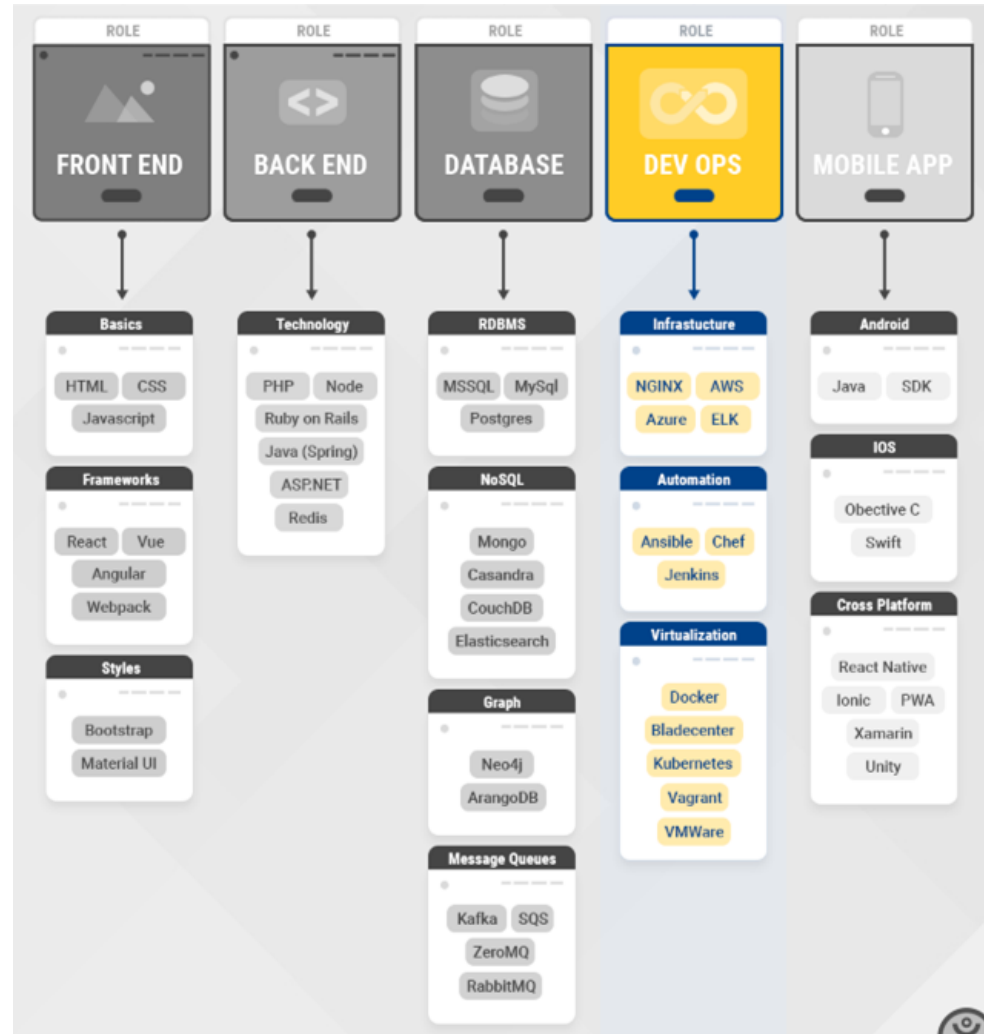 ROLE
FRONT END
Basics
HTML CSS
Javascript
Frameworks
React Vue
Angular
Webpack
Styles
Bootstrap
Material UI
ROLE
BACK END
Technology
PHP Node
Ruby on Rails
Java (Spring)
ASP.NET
Redis
ROLE
DATABASE
RDBMS
MSSQL MySql
Postgres
NoSQL
Mongo
Casandra
CouchDB
Elasticsearch
Graph
Neo4j
ArangoDB
Message Queues
Kafka SQS
ZeroMQ
RabbitMQ
ROLE
DEV OPS
Infrastucture
NGINX AWS
Azure ELK
Automation
Ansible Chef
Jenkins
Virtualization
Docker
Bladecenter
Kubernetes
Vagrant
VMWare
ROLE
MOBILE APP
Android
Java SDK
IOS
Obective C
Swift
Cross Platform
React Native
Ionic PWA
Xamarin
Unity